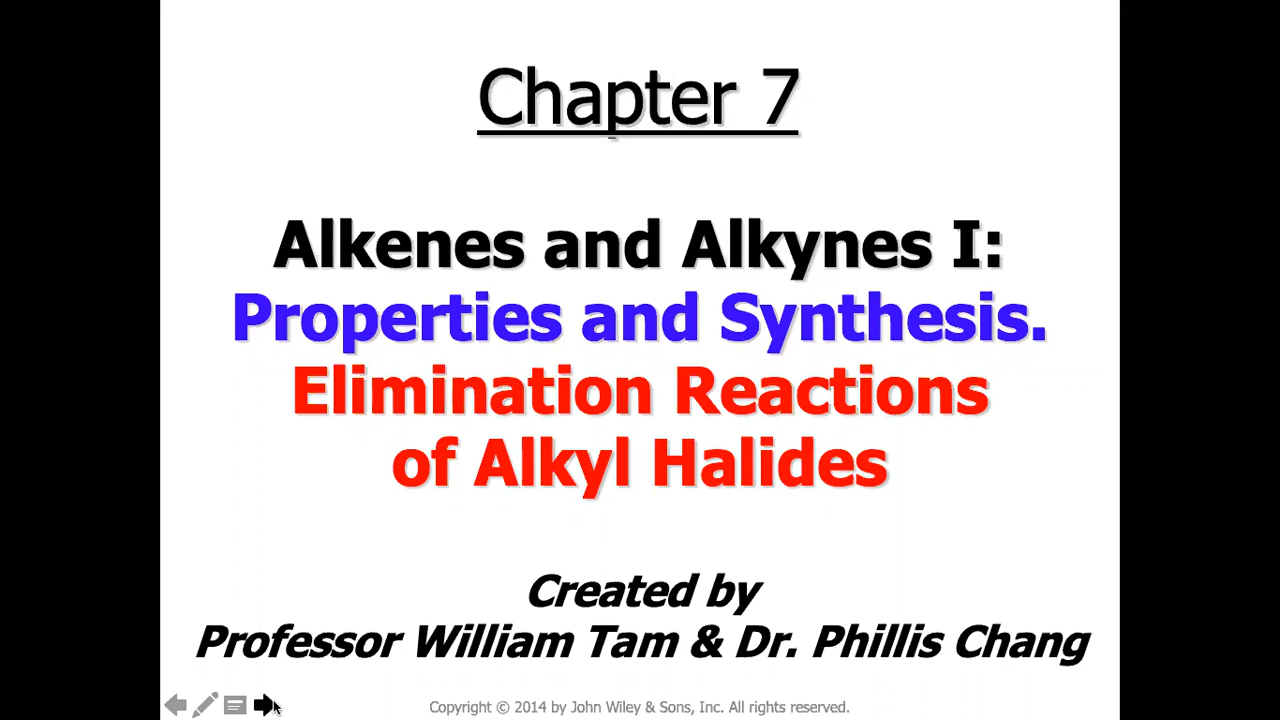 Chapter 7
Alkenes and Alkynes I:
Properties and Synthesis.
Elimination Reactions
of Alkyl Halides
Created by
Professor William Tam & Dr. Phillis Chang
Copyright © 2014 by John Wiley & Sons, Inc. All rights reserved.